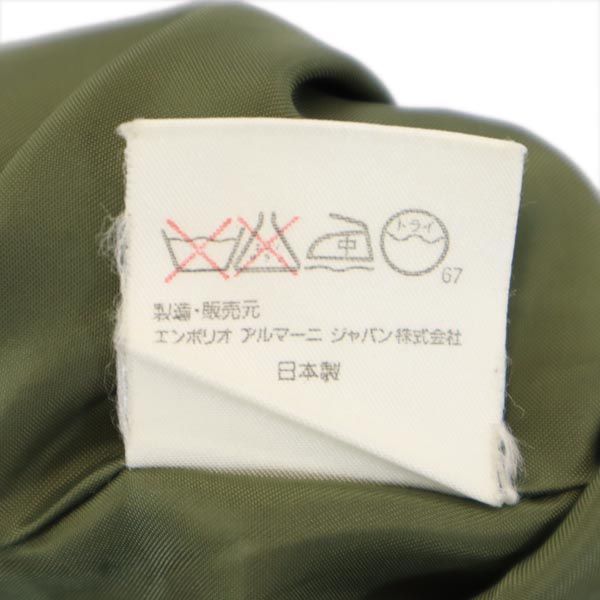 中 ドライ
67
製造・販売元
エンポリオ アルマーニ ジャパン株式会社
日本製